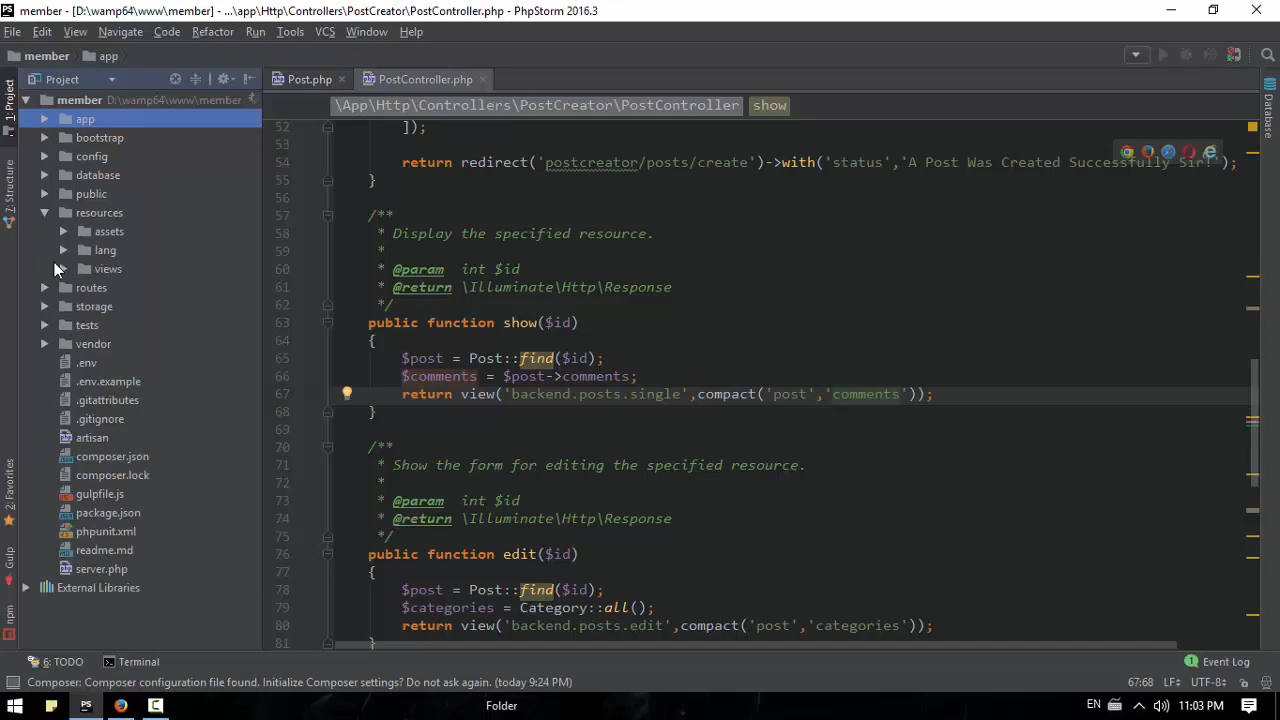 member - [D:\wamp64\www\member] - ...\app\Http\Controllers\PostCreator\PostController.php - PhpStorm 2016.3
File Edit View Navigate Code Refactor Run Tools VCS Window Help
member app
Project
Post.php
PostController.php
1: Project
7: Structure
2: Favorites
Gulp
npm
Database
member D:\wamp64\www\member
app
bootstrap
config
database
public
resources
assets
lang
views
routes
storage
tests
vendor
.env
.env.example
.gitattributes
.gitignore
artisan
composer.json
composer.lock
gulpfile.js
package.json
phpunit.xml
readme.md
server.php
External Libraries
\App\Http\Controllers\PostCreator\PostController show
52 ]);
53
54 return redirect('postcreator/posts/create')->with('status','A Post Was Created Successfully Sir!');
55 }
56
57 /**
58 * Display the specified resource.
59 *
60 * @param int $id
61 * @return \Illuminate\Http\Response
62 */
63 public function show($id)
64 {
65 $post = Post::find($id);
66 $comments = $post->comments;
67 return view('backend.posts.single',compact('post','comments'));
68 }
69
70 /**
71 * Show the form for editing the specified resource.
72 *
73 * @param int $id
74 * @return \Illuminate\Http\Response
75 */
76 public function edit($id)
77 {
78 $post = Post::find($id);
79 $categories = Category::all();
80 return view('backend.posts.edit',compact('post','categories'));
81 }
6: TODO Terminal Event Log
Composer: Composer configuration file found. Initialize Composer settings? Do not ask again. (today 9:24 PM) 67:68 LF÷ UTF-8÷
Folder EN 11:03 PM